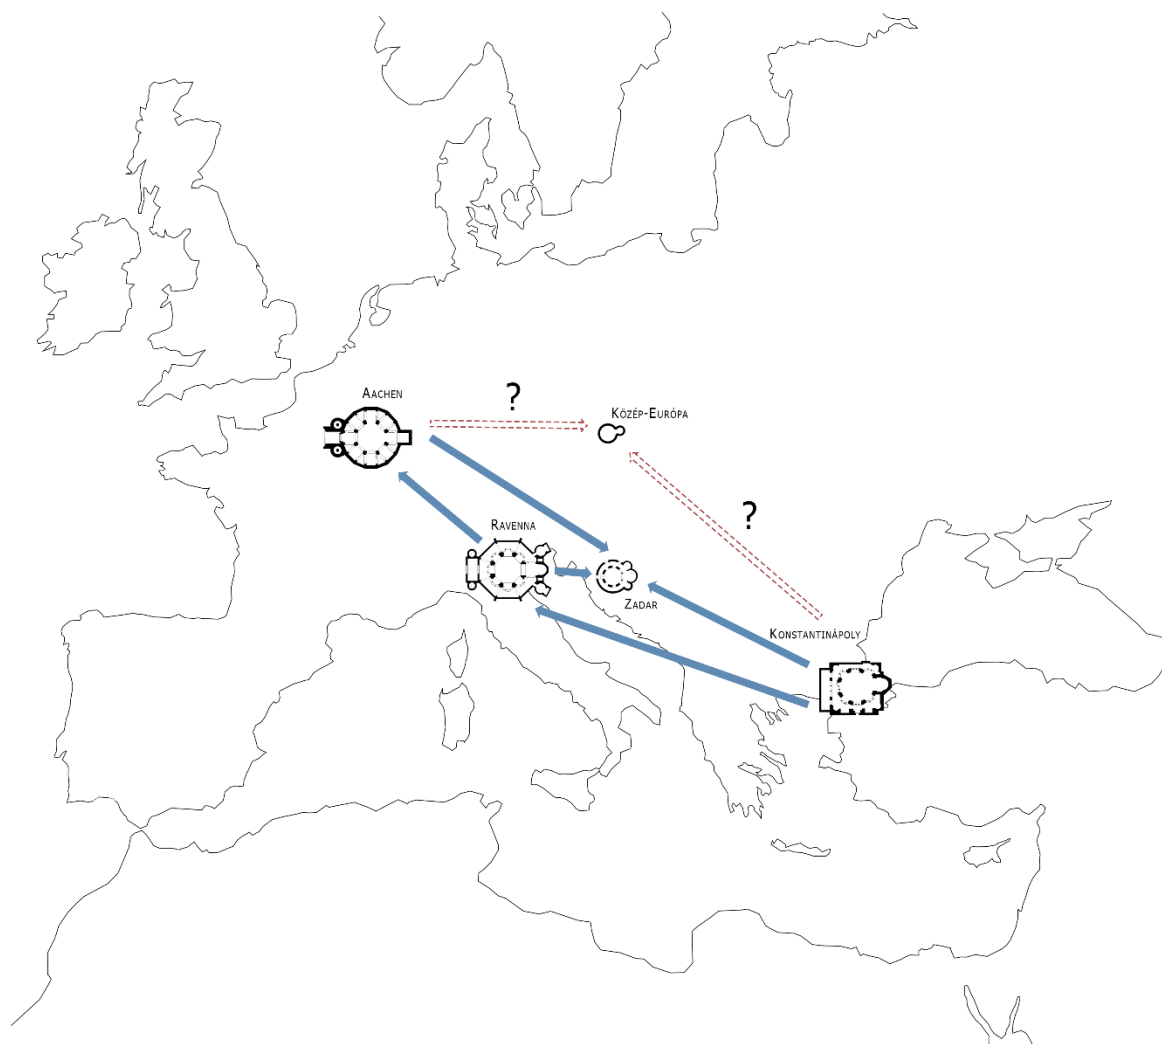 ?
Aachen
Közép-Európa
?
Ravenna
Zadar
Konstantinápoly